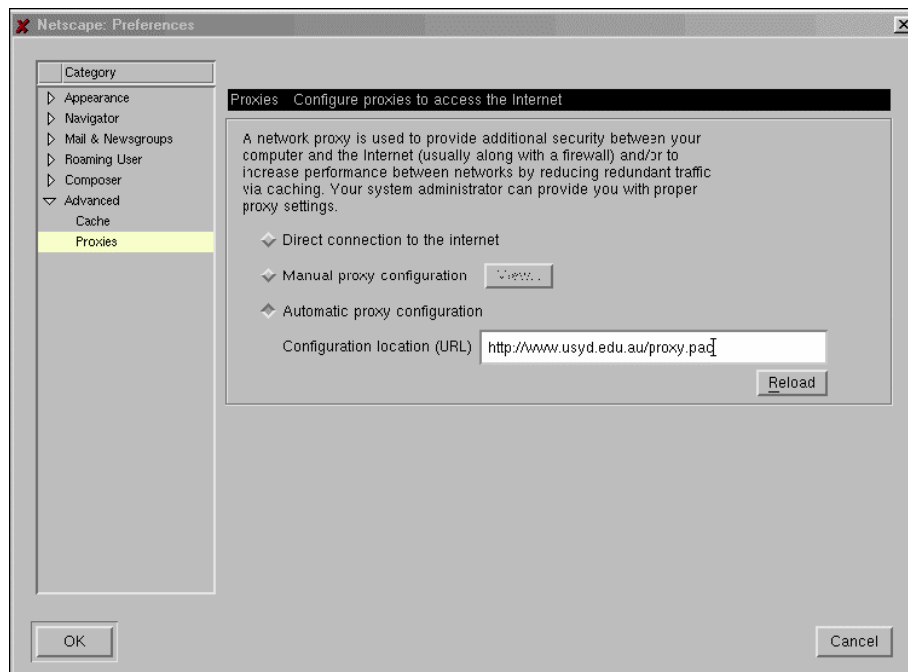 Netscape: Preferences
Category
Appearance
Navigator
Mail & Newsgroups
Roaming User
Composer
Advanced
Cache
Proxies
Proxies Configure proxies to access the Internet
A network proxy is used to provide additional security between your
computer and the Internet (usually along with a firewall) and/or to
increase performance between networks by reducing redundant traffic
via caching. Your system administrator can provide you with proper
proxy settings.
Direct connection to the internet
Manual proxy configuration View...
Automatic proxy configuration
Configuration location (URL) http://www.usyd.edu.au/proxy.pac
Reload
OK
Cancel